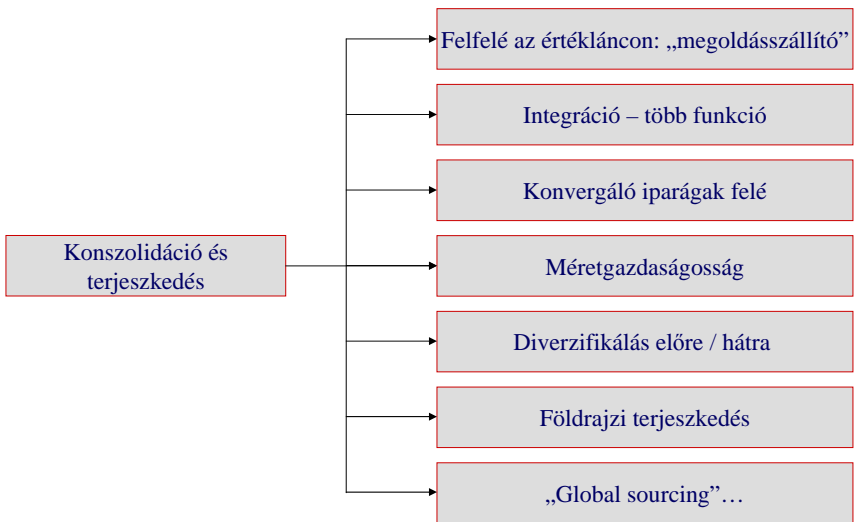 Felfelé az értékláncon: „megoldásszállító”
Integráció – több funkció
Konvergáló iparágak felé
Konszolidáció és
terjeszkedés
Méretgazdaságosság
Diverzifikálás előre / hátra
Földrajzi terjeszkedés
„Global sourcing”…